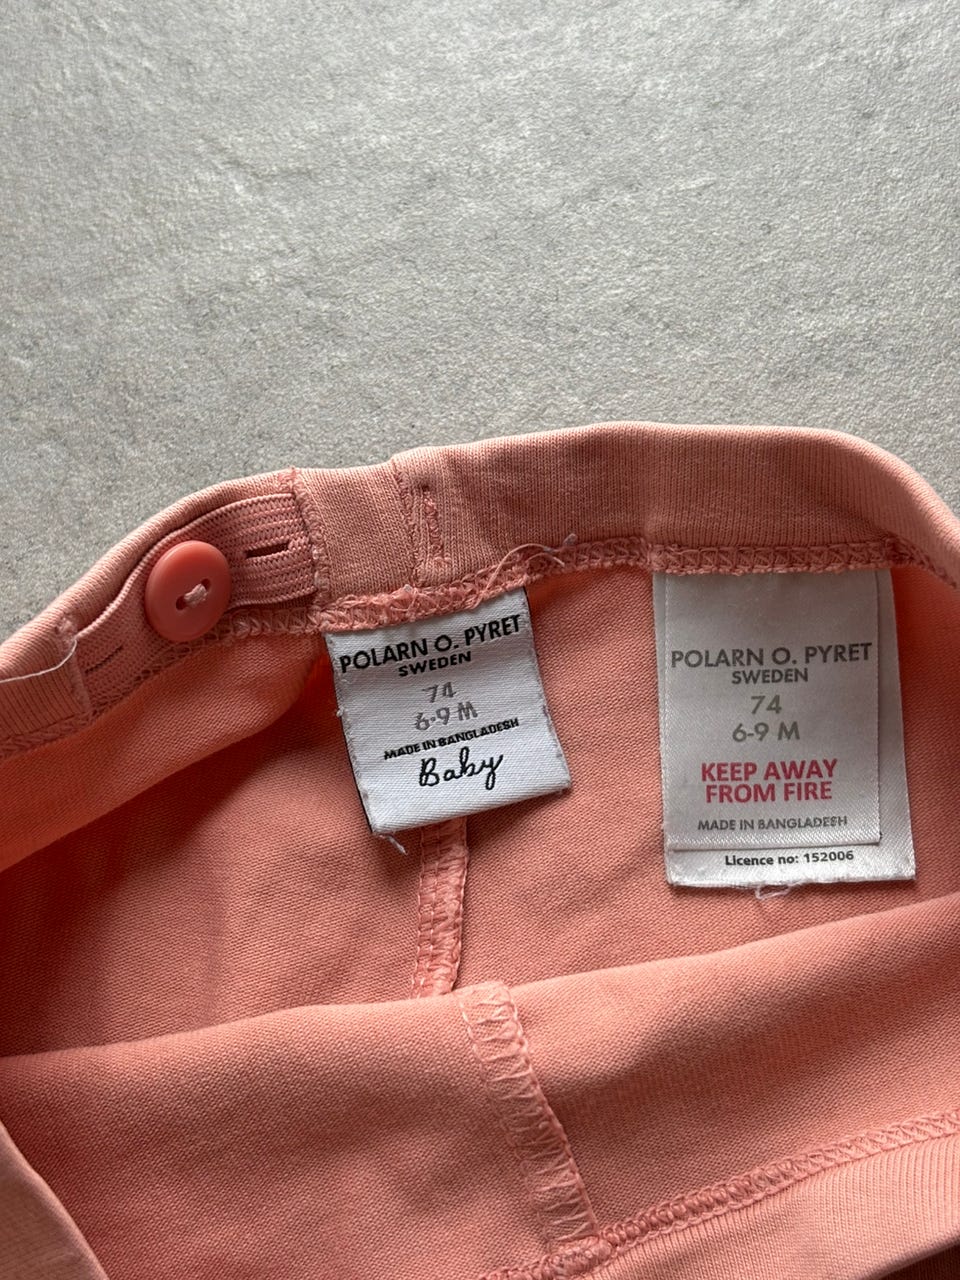 POLARN O. PYRET
SWEDEN
74
6-9 M
MADE IN BANGLADESH
Baby
POLARN O. PYRET
SWEDEN
74
6-9 M
KEEP AWAY
FROM FIRE
MADE IN BANGLADESH
Licence no: 152006